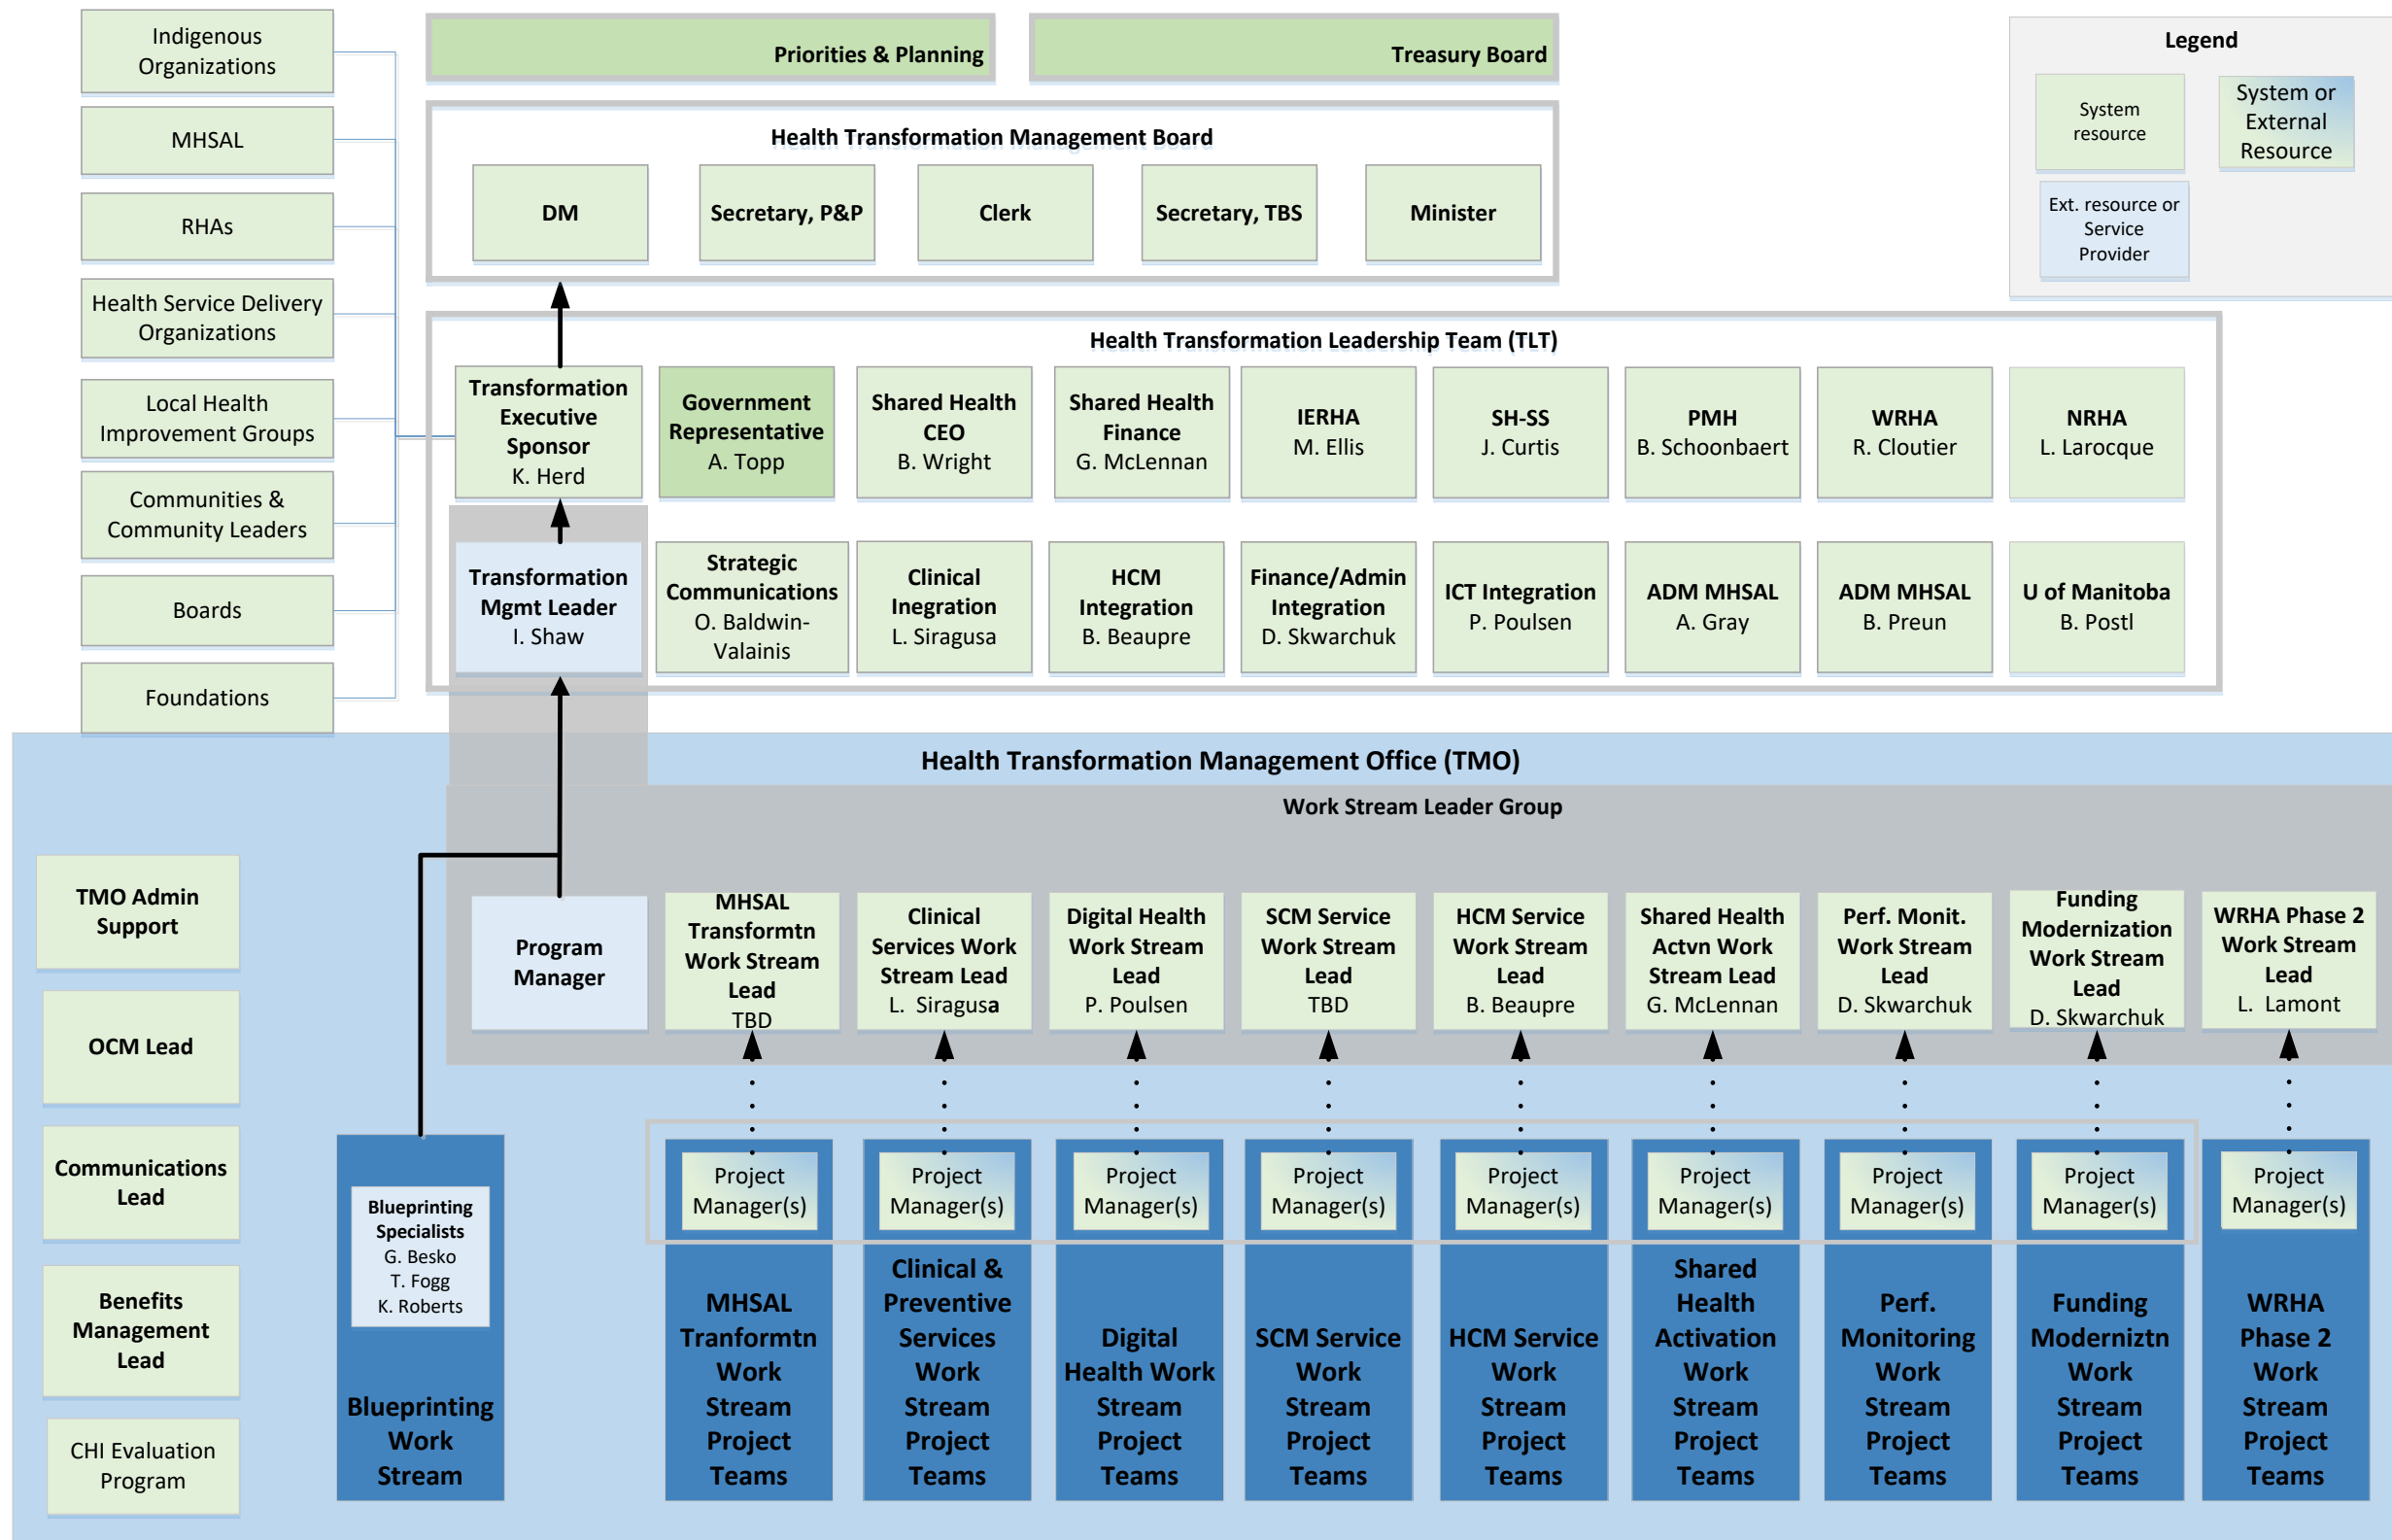 Indigenous
Organizations
MHSAL
RHAs
Health Service Delivery
Organizations
Local Health
Improvement Groups
Communities &
Community Leaders
Boards
Foundations
Priorities & Planning
Treasury Board
Legend
System
resource
System or
External
Resource
Ext. resource or
Service
Provider
Health Transformation Management Board
DM
Secretary, P&P
Clerk
Secretary, TBS
Minister
Health Transformation Leadership Team (TLT)
Transformation
Executive
Sponsor
K. Herd
Government
Representative
A. Topp
Shared Health
CEO
B. Wright
Shared Health
Finance
G. McLennan
IERHA
M. Ellis
SH-SS
J. Curtis
PMH
B. Schoonbaert
WRHA
R. Cloutier
NRHA
L. Larocque
Transformation
Mgmt Leader
I. Shaw
Strategic
Communications
O. Baldwin-
Valainis
Clinical
Inegration
L. Siragusa
HCM
Integration
B. Beaupre
Finance/Admin
Integration
D. Skwarchuk
ICT Integration
P. Poulsen
ADM MHSAL
A. Gray
ADM MHSAL
B. Preun
U of Manitoba
B. Postl
Health Transformation Management Office (TMO)
Work Stream Leader Group
TMO Admin
Support
OCM Lead
Communications
Lead
Benefits
Management
Lead
CHI Evaluation
Program
Program
Manager
MHSAL
Transformtn
Work Stream
Lead
TBD
Clinical
Services Work
Stream Lead
L. Siragusa
Digital Health
Work Stream
Lead
P. Poulsen
SCM Service
Work Stream
Lead
TBD
HCM Service
Work Stream
Lead
B. Beaupre
Shared Health
Actvn Work
Stream Lead
G. McLennan
Perf. Monit.
Work Stream
Lead
D. Skwarchuk
Funding
Modernization
Work Stream
Lead
D. Skwarchuk
WRHA Phase 2
Work Stream
Lead
L. Lamont
Blueprinting
Specialists
G. Besko
T. Fogg
K. Roberts
Blueprinting
Work
Stream
Project
Manager(s)
MHSAL
Tranformtn
Work
Stream
Project
Teams
Project
Manager(s)
Clinical &
Preventive
Services
Work
Stream
Project
Teams
Project
Manager(s)
Digital
Health Work
Stream
Project
Teams
Project
Manager(s)
SCM Service
Work
Stream
Project
Teams
Project
Manager(s)
HCM Service
Work
Stream
Project
Teams
Project
Manager(s)
Shared
Health
Activation
Work
Stream
Project
Teams
Project
Manager(s)
Perf.
Monitoring
Work
Stream
Project
Teams
Project
Manager(s)
Funding
Moderniztn
Work
Stream
Project
Teams
Project
Manager(s)
WRHA
Phase 2
Work
Stream
Project
Teams